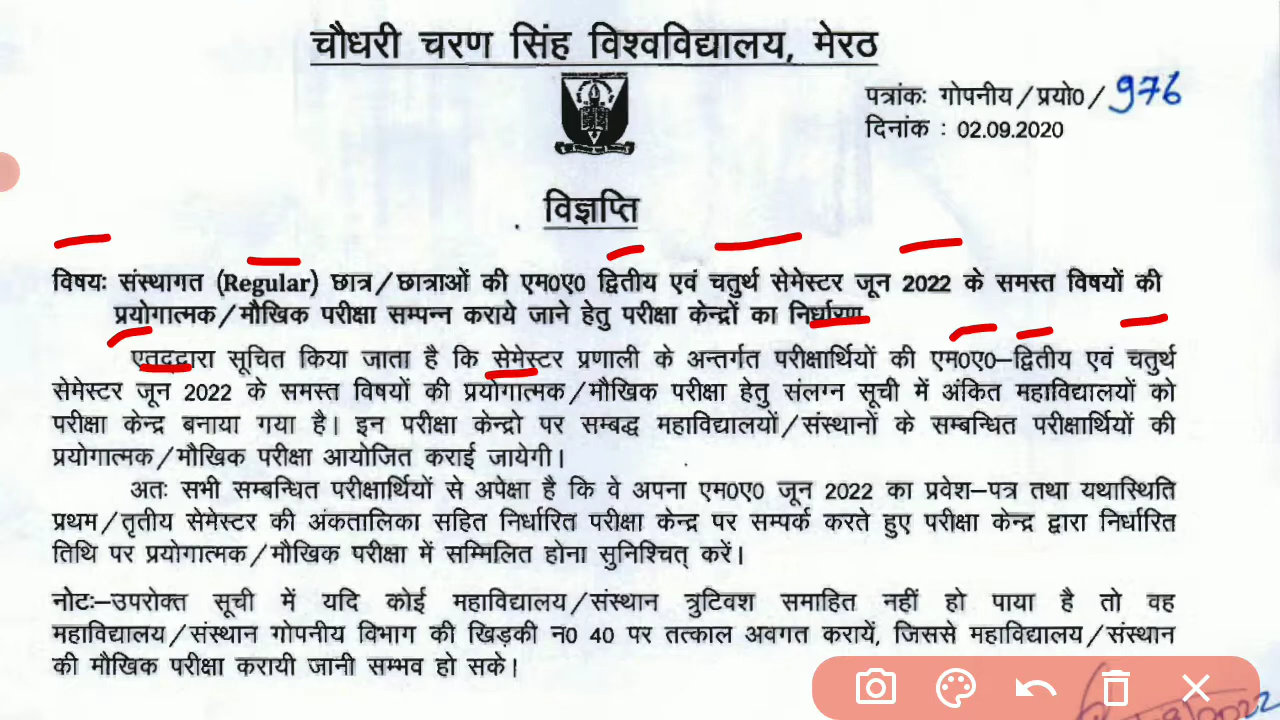 चौधरी चरण सिंह विश्वविद्यालय, मेरठ
पत्रांकः गोपनीय/प्रयो0/976
दिनांक : 02.09.2020
विज्ञप्ति
विषयः संस्थागत (Regular) छात्र/छात्राओं की एम0ए0 द्वितीय एवं चतुर्थ सेमेस्टर जून 2022 के समस्त विषयों की
प्रयोगात्मक/मौखिक परीक्षा सम्पन्न कराये जाने हेतु परीक्षा केन्द्रों का निर्धारण
एतदद्वारा सूचित किया जाता है कि सेमेस्टर प्रणाली के अन्तर्गत परीक्षार्थियों की एम0ए0–द्वितीय एवं चतुर्थ
सेमेस्टर जून 2022 के समस्त विषयों की प्रयोगात्मक/मौखिक परीक्षा हेतु संलग्न सूची में अंकित महाविद्यालयों को
परीक्षा केन्द्र बनाया गया है। इन परीक्षा केन्द्रो पर सम्बद्ध महाविद्यालयों/संस्थानों के सम्बन्धित परीक्षार्थियों की
प्रयोगात्मक/मौखिक परीक्षा आयोजित कराई जायेगी।
अतः सभी सम्बन्धित परीक्षार्थियों से अपेक्षा है कि वे अपना एम0ए0 जून 2022 का प्रवेश–पत्र तथा यथास्थिति
प्रथम/तृतीय सेमेस्टर की अंकतालिका सहित निर्धारित परीक्षा केन्द्र पर सम्पर्क करते हुए परीक्षा केन्द्र द्वारा निर्धारित
तिथि पर प्रयोगात्मक/मौखिक परीक्षा में सम्मिलित होना सुनिश्चित् करें।
नोटः–उपरोक्त सूची में यदि कोई महाविद्यालय/संस्थान त्रुटिवश समाहित नहीं हो पाया है तो वह
महाविद्यालय/संस्थान गोपनीय विभाग की खिड़की न0 40 पर तत्काल अवगत करायें, जिससे महाविद्यालय/संस्थान
की मौखिक परीक्षा करायी जानी सम्भव हो सके।